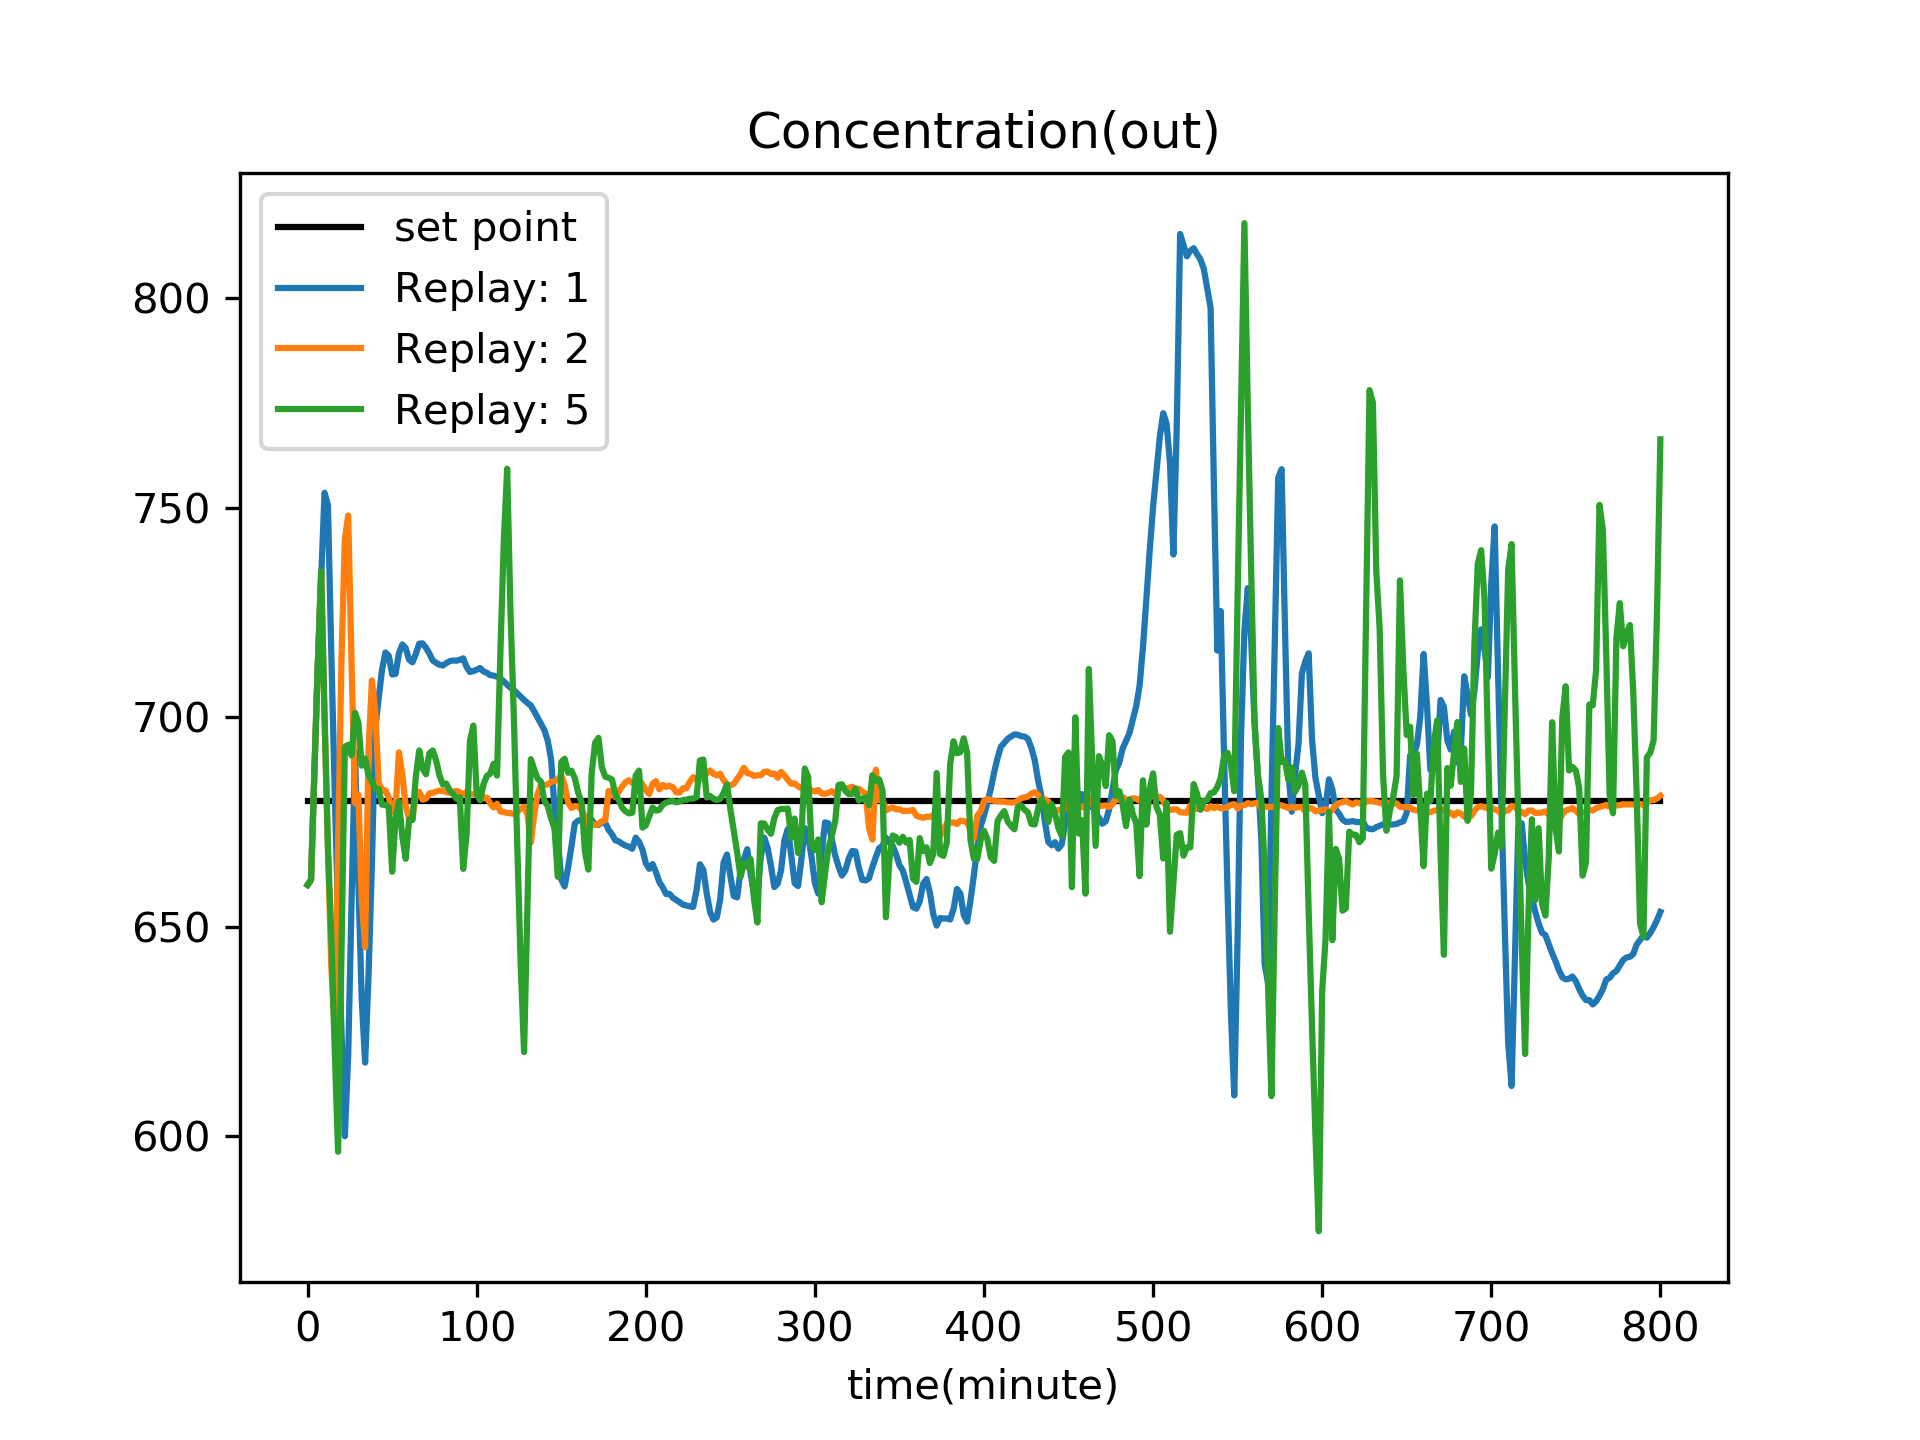 Concentration(out)
set point
Replay: 1
Replay: 2
Replay: 5
800
750
700
650
600
0 100 200 300 400 500 600 700 800
time(minute)